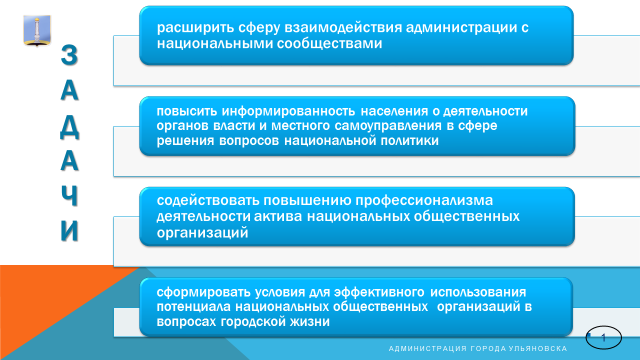 ЗАДАЧИ
расширить сферу взаимодействия администрации с
национальными сообществами
повысить информированность населения о деятельности
органов власти и местного самоуправления в сфере
решения вопросов национальной политики
содействовать повышению профессионализма
деятельности актива национальных общественных
организаций
сформировать условия для эффективного использования
потенциала национальных общественных организаций в
вопросах городской жизни
АДМИНИСТРАЦИЯ ГОРОДА УЛЬЯНОВСКА
1